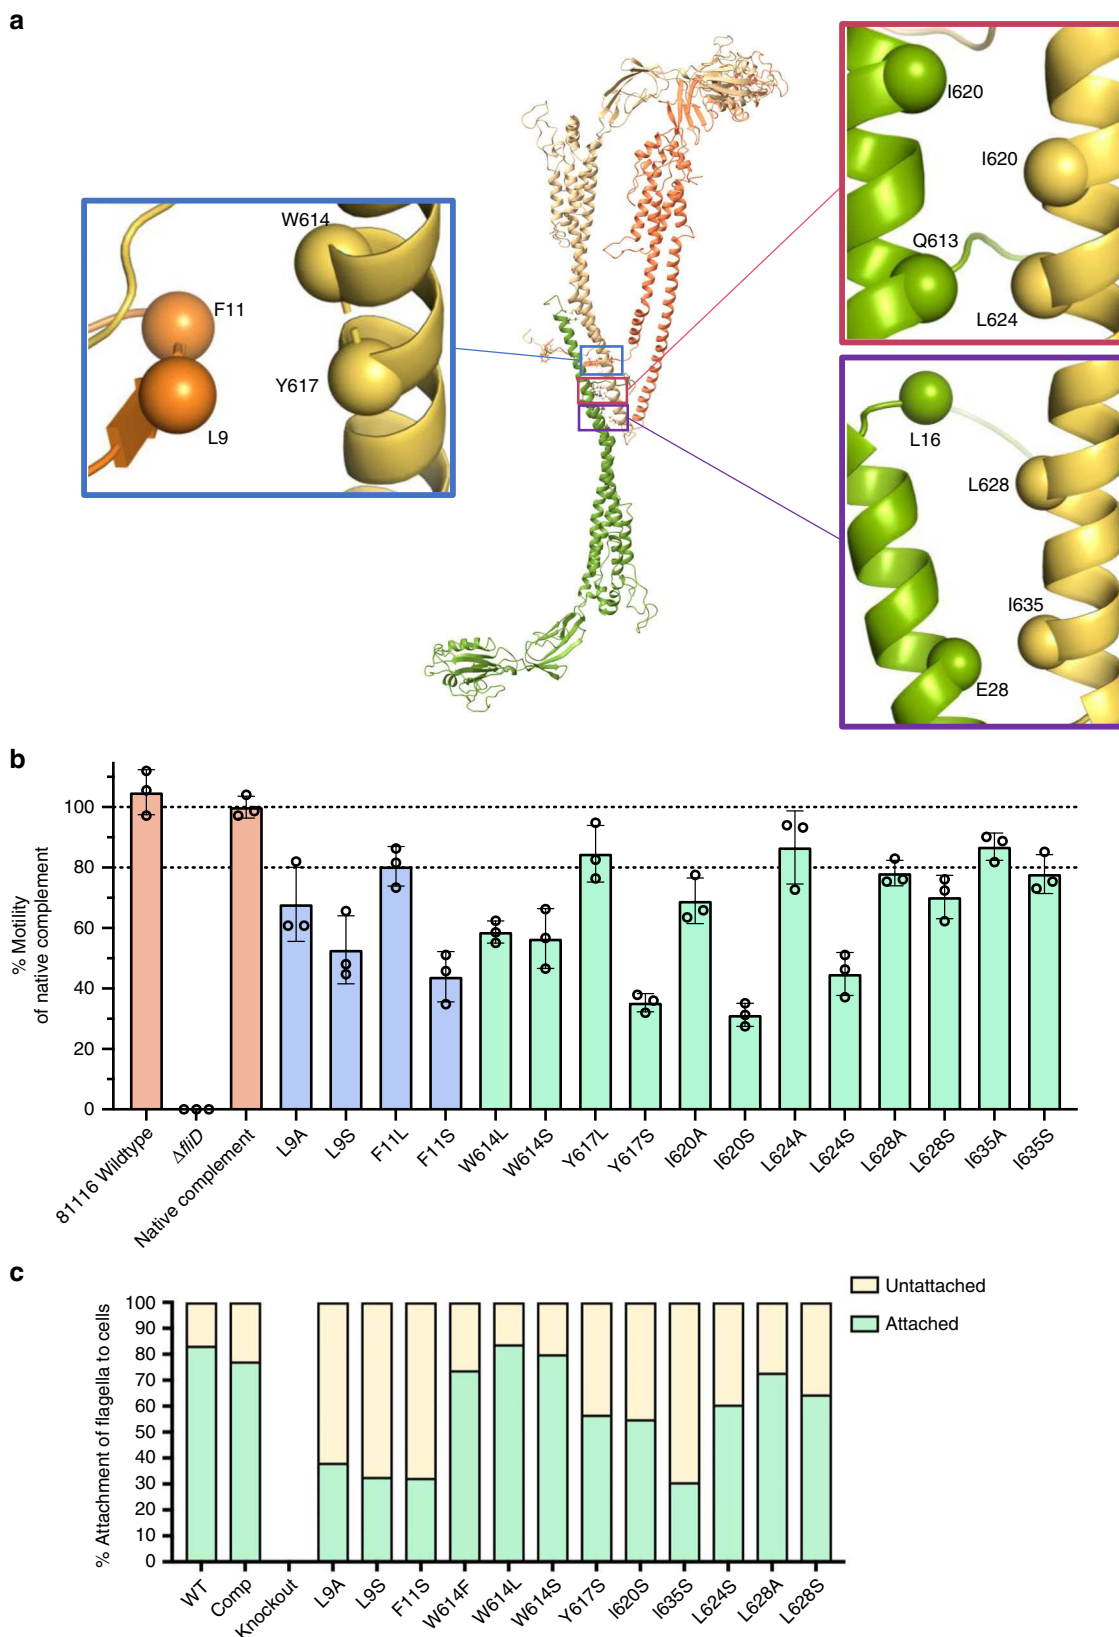 a
W614
F11
Y617
L9
I620
I620
Q613
L624
L16
L628
I635
E28
b
% Motility
of native complement
100
80
60
40
20
0
81116 Wildtype
ΔfliD
Native complement
L9A
L9S
F11L
F11S
W614L
W614S
Y617L
Y617S
I620A
I620S
L624A
L624S
L628A
L628S
I635A
I635S
c
% Attachment of flagella to cells
100
90
80
70
60
50
40
30
20
10
0
WT
Comp
Knockout
L9A
L9S
F11S
W614F
W614L
W614S
Y617S
I620S
I635S
L624S
L628A
L628S
Untattached
Attached